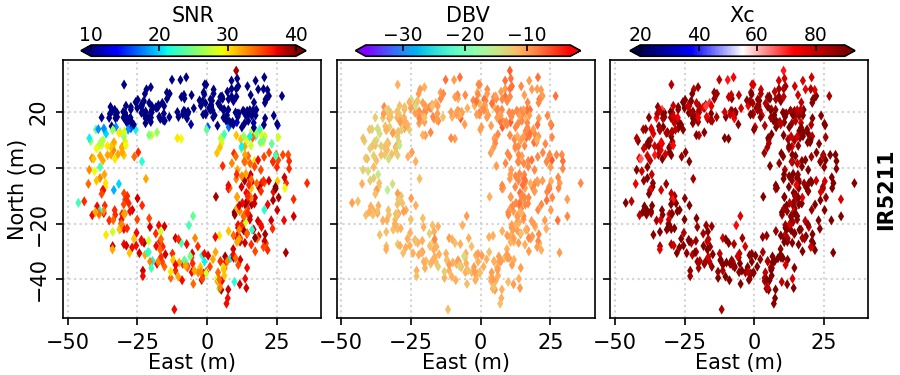 SNR DBV Xc
10 20 30 40 −30 −20 −10 20 40 60 80
North (m)
20
0
−20
−40
−50 −25 0 25 −50 −25 0 25 −50 −25 0 25
East (m) East (m) East (m)
IR5211